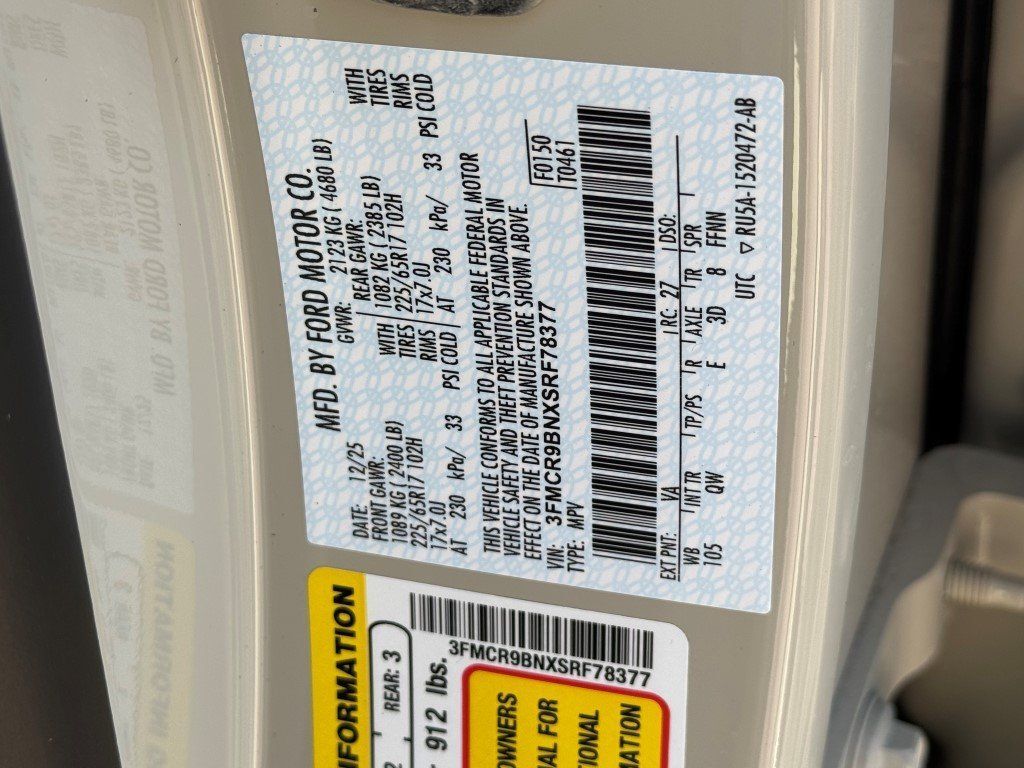 MFD. BY FORD MOTOR CO.
DATE: 12/25 GVWR: 2123 KG ( 4680 LB)
FRONT GAWR: REAR GAWR:
1089 KG ( 2400 LB) WITH 1082 KG ( 2385 LB) WITH
225/65R17 102H TIRES 225/65R17 102H TIRES
17x7.0J RIMS 17x7.0J RIMS
AT 230 kPa/ 33 PSI COLD AT 230 kPa/ 33 PSI COLD
THIS VEHICLE CONFORMS TO ALL APPLICABLE FEDERAL MOTOR
VEHICLE SAFETY AND THEFT PREVENTION STANDARDS IN
EFFECT ON THE DATE OF MANUFACTURE SHOWN ABOVE.
VIN: 3FMCR9BNXSRF78377 F0150
TYPE: MPV T0461
EXT PNT: YA RC: 27 DSO:
WB INT TR TP/PS R AXLE TR SPR
105 QW E 3D 8 FFNN
UTC ▽ RU5A-1520472-AB
INFORMATION
REAR: 3
912 lbs.
3FMCR9BNXSRF78377
OWNERS
AL FOR
TIONAL
MATION